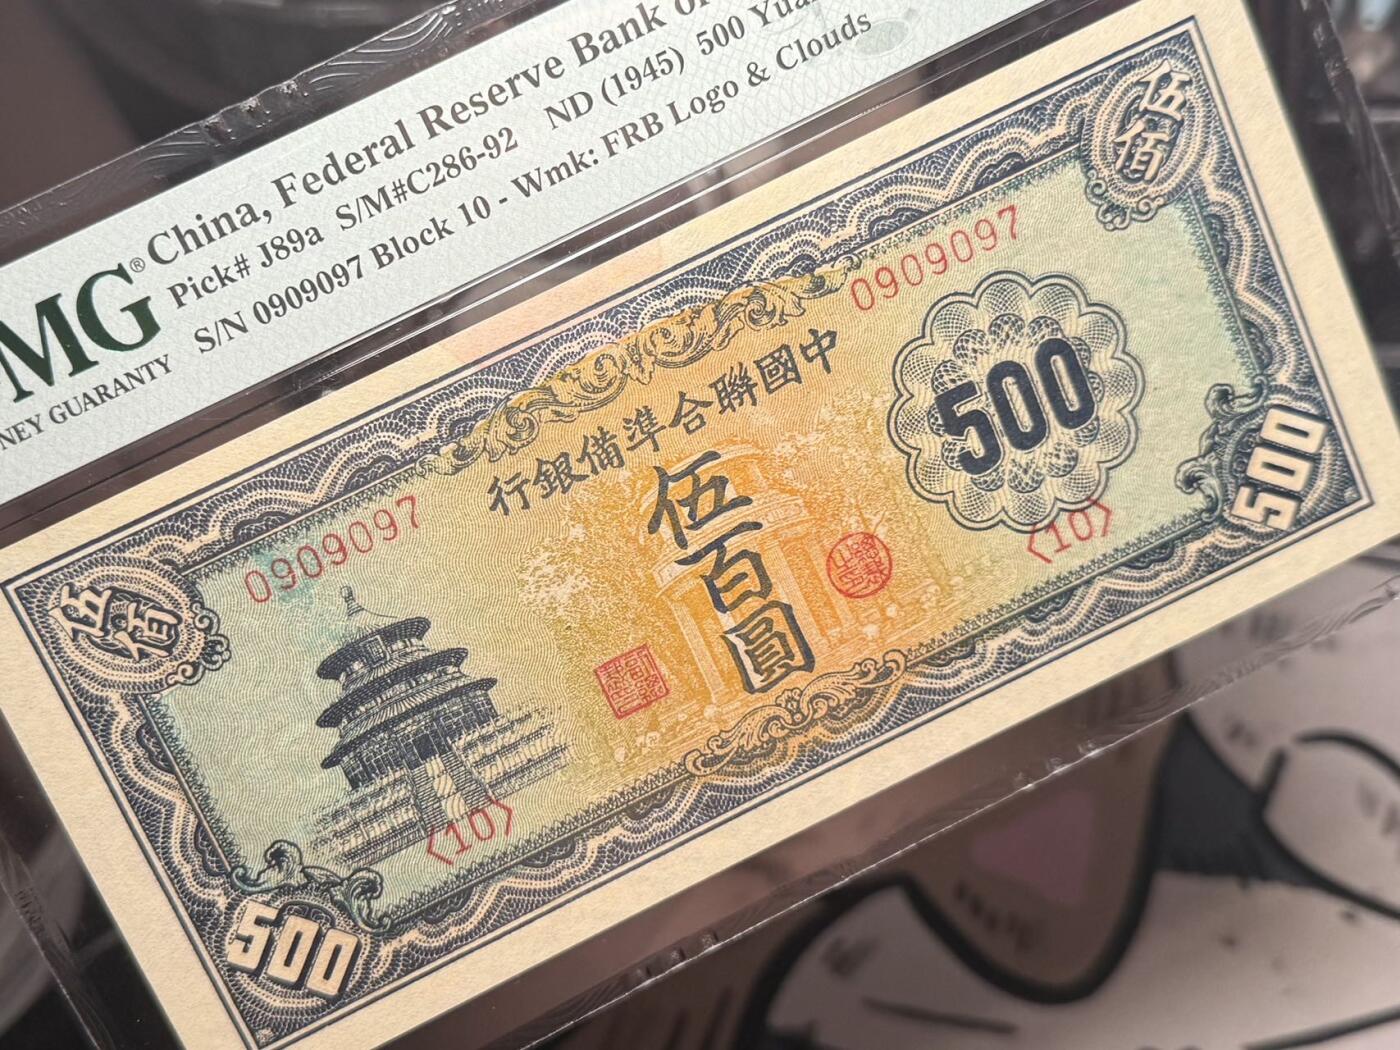 China, Federal Reserve Bank of
Pick# J89a S/M#C286-92 ND (1945) 500 Yuan
S/N 0909097 Block 10 - Wmk: FRB Logo & Clouds
MG®
NEY GUARANTY
伍佰
0909097
中國聯合準備銀行
500
0909097
伍佰
伍百圓
500
〈10〉
〈10〉
500